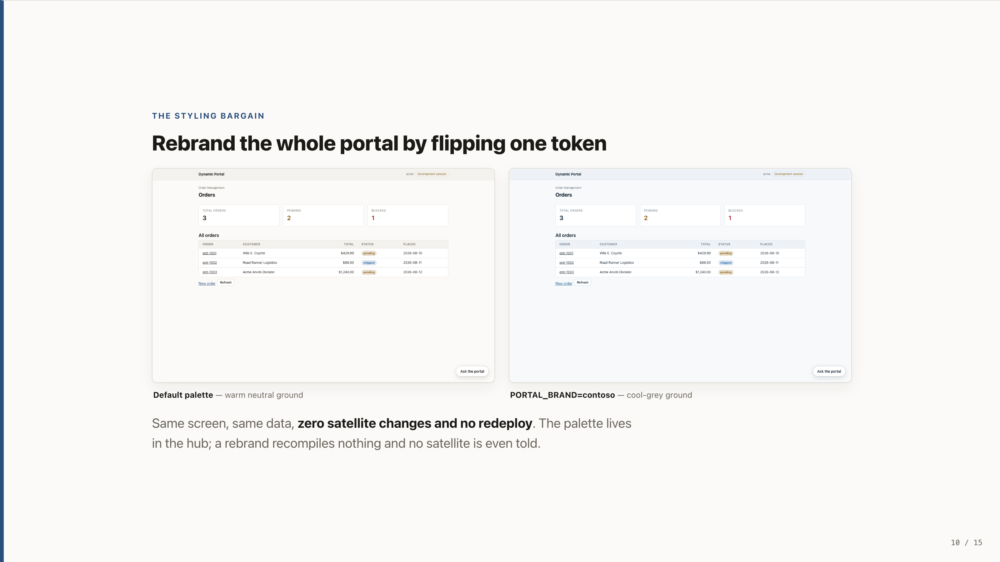 THE STYLING BARGAIN
Rebrand the whole portal by flipping one token
Dynamic Portal
acme Development session
Order Management
Orders
TOTAL ORDERS PENDING BLOCKED
3 2 1
All orders
ORDER CUSTOMER TOTAL STATUS PLACED
ord-1001 Wile E. Coyote $429.99 pending 2026-08-10
ord-1002 Road Runner Logistics $88.50 shipped 2026-08-11
ord-1003 Acme Anvils Division $1,240.00 pending 2026-08-12
New order Refresh
Ask the portal
Default palette — warm neutral ground
Dynamic Portal
acme Development session
Order Management
Orders
TOTAL ORDERS PENDING BLOCKED
3 2 1
All orders
ORDER CUSTOMER TOTAL STATUS PLACED
ord-1001 Wile E. Coyote $429.99 pending 2026-08-10
ord-1002 Road Runner Logistics $88.50 shipped 2026-08-11
ord-1003 Acme Anvils Division $1,240.00 pending 2026-08-12
New order Refresh
Ask the portal
PORTAL_BRAND=contoso — cool-grey ground
Same screen, same data, zero satellite changes and no redeploy. The palette lives
in the hub; a rebrand recompiles nothing and no satellite is even told.
10 / 15